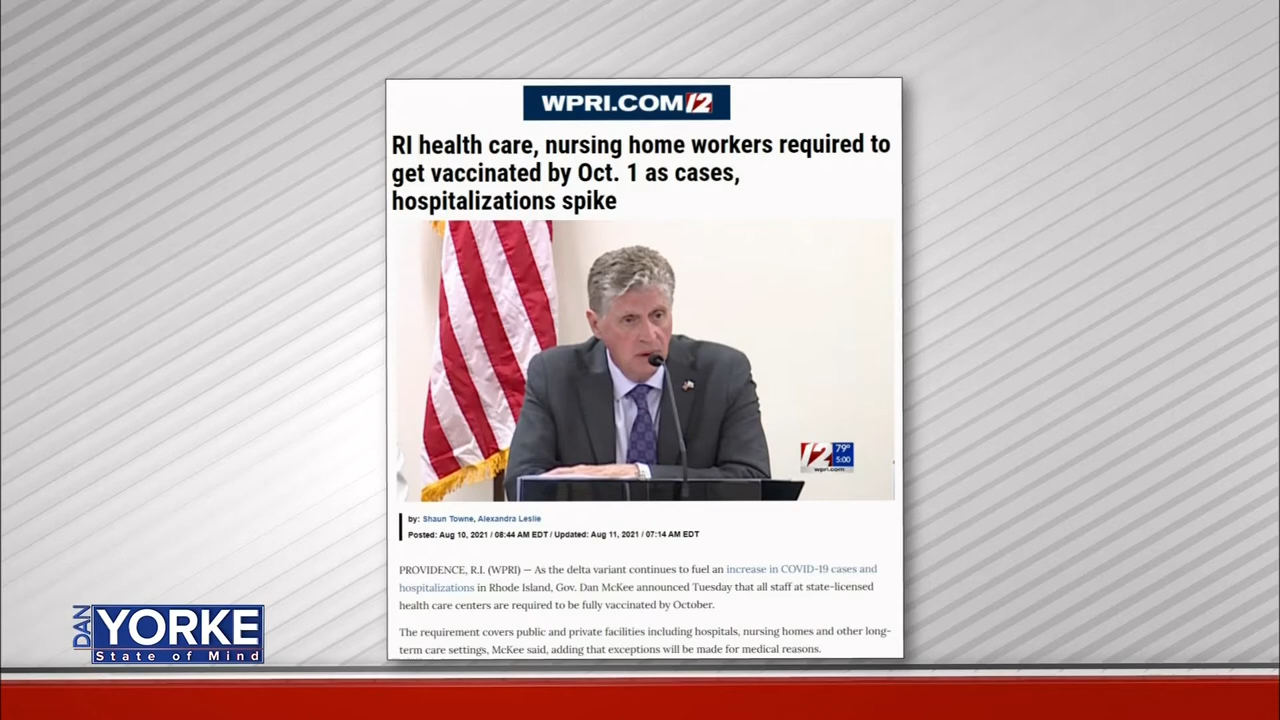 WPRI.COM 12
RI health care, nursing home workers required to
get vaccinated by Oct. 1 as cases,
hospitalizations spike
12 79°
5:00
wpri.com
by: Shaun Towne, Alexandra Leslie
Posted: Aug 10, 2021 / 08:44 AM EDT / Updated: Aug 11, 2021 / 07:14 AM EDT
PROVIDENCE, R.I. (WPRI) — As the delta variant continues to fuel an increase in COVID-19 cases and
hospitalizations in Rhode Island, Gov. Dan McKee announced Tuesday that all staff at state-licensed
health care centers are required to be fully vaccinated by October.
The requirement covers public and private facilities including hospitals, nursing homes and other long-
term care settings, McKee said, adding that exceptions will be made for medical reasons.
DAN
YORKE
State of Mind